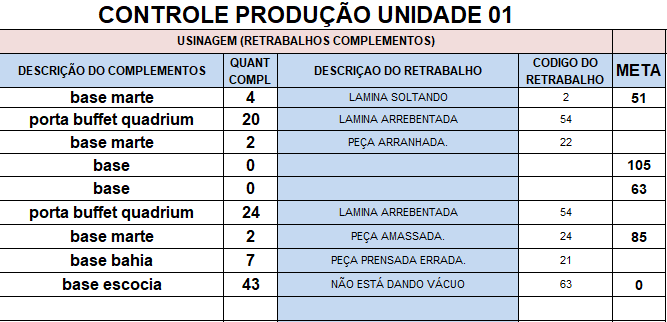 CONTROLE PRODUÇÃO UNIDADE 01
USINAGEM (RETRABALHOS COMPLEMENTOS)
DESCRIÇÃO DO COMPLEMENTOS QUANT COMPL DESCRIÇAO DO RETRABALHO CODIGO DO RETRABALHO META
base marte 4 LAMINA SOLTANDO 2 51
porta buffet quadrium 20 LAMINA ARREBENTADA 54
base marte 2 PEÇA ARRANHADA. 22
base 0 105
base 0 63
porta buffet quadrium 24 LAMINA ARREBENTADA 54
base marte 2 PEÇA AMASSADA. 24 85
base bahia 7 PEÇA PRENSADA ERRADA. 21
base escocia 43 NÃO ESTÁ DANDO VÁCUO 63 0